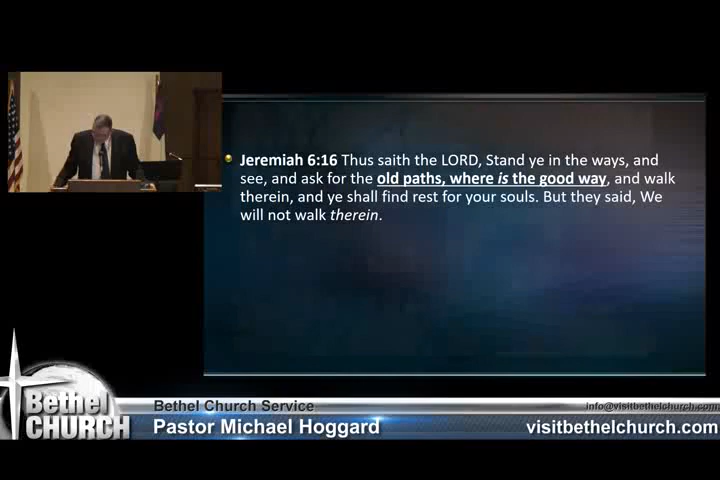 Jeremiah 6:16 Thus saith the LORD, Stand ye in the ways, and
see, and ask for the old paths, where is the good way, and walk
therein, and ye shall find rest for your souls. But they said, We
will not walk therein.
Bethel
CHURCH
Bethel Church Service
info@visitbethelchurch.com
Pastor Michael Hoggard
visitbethelchurch.com